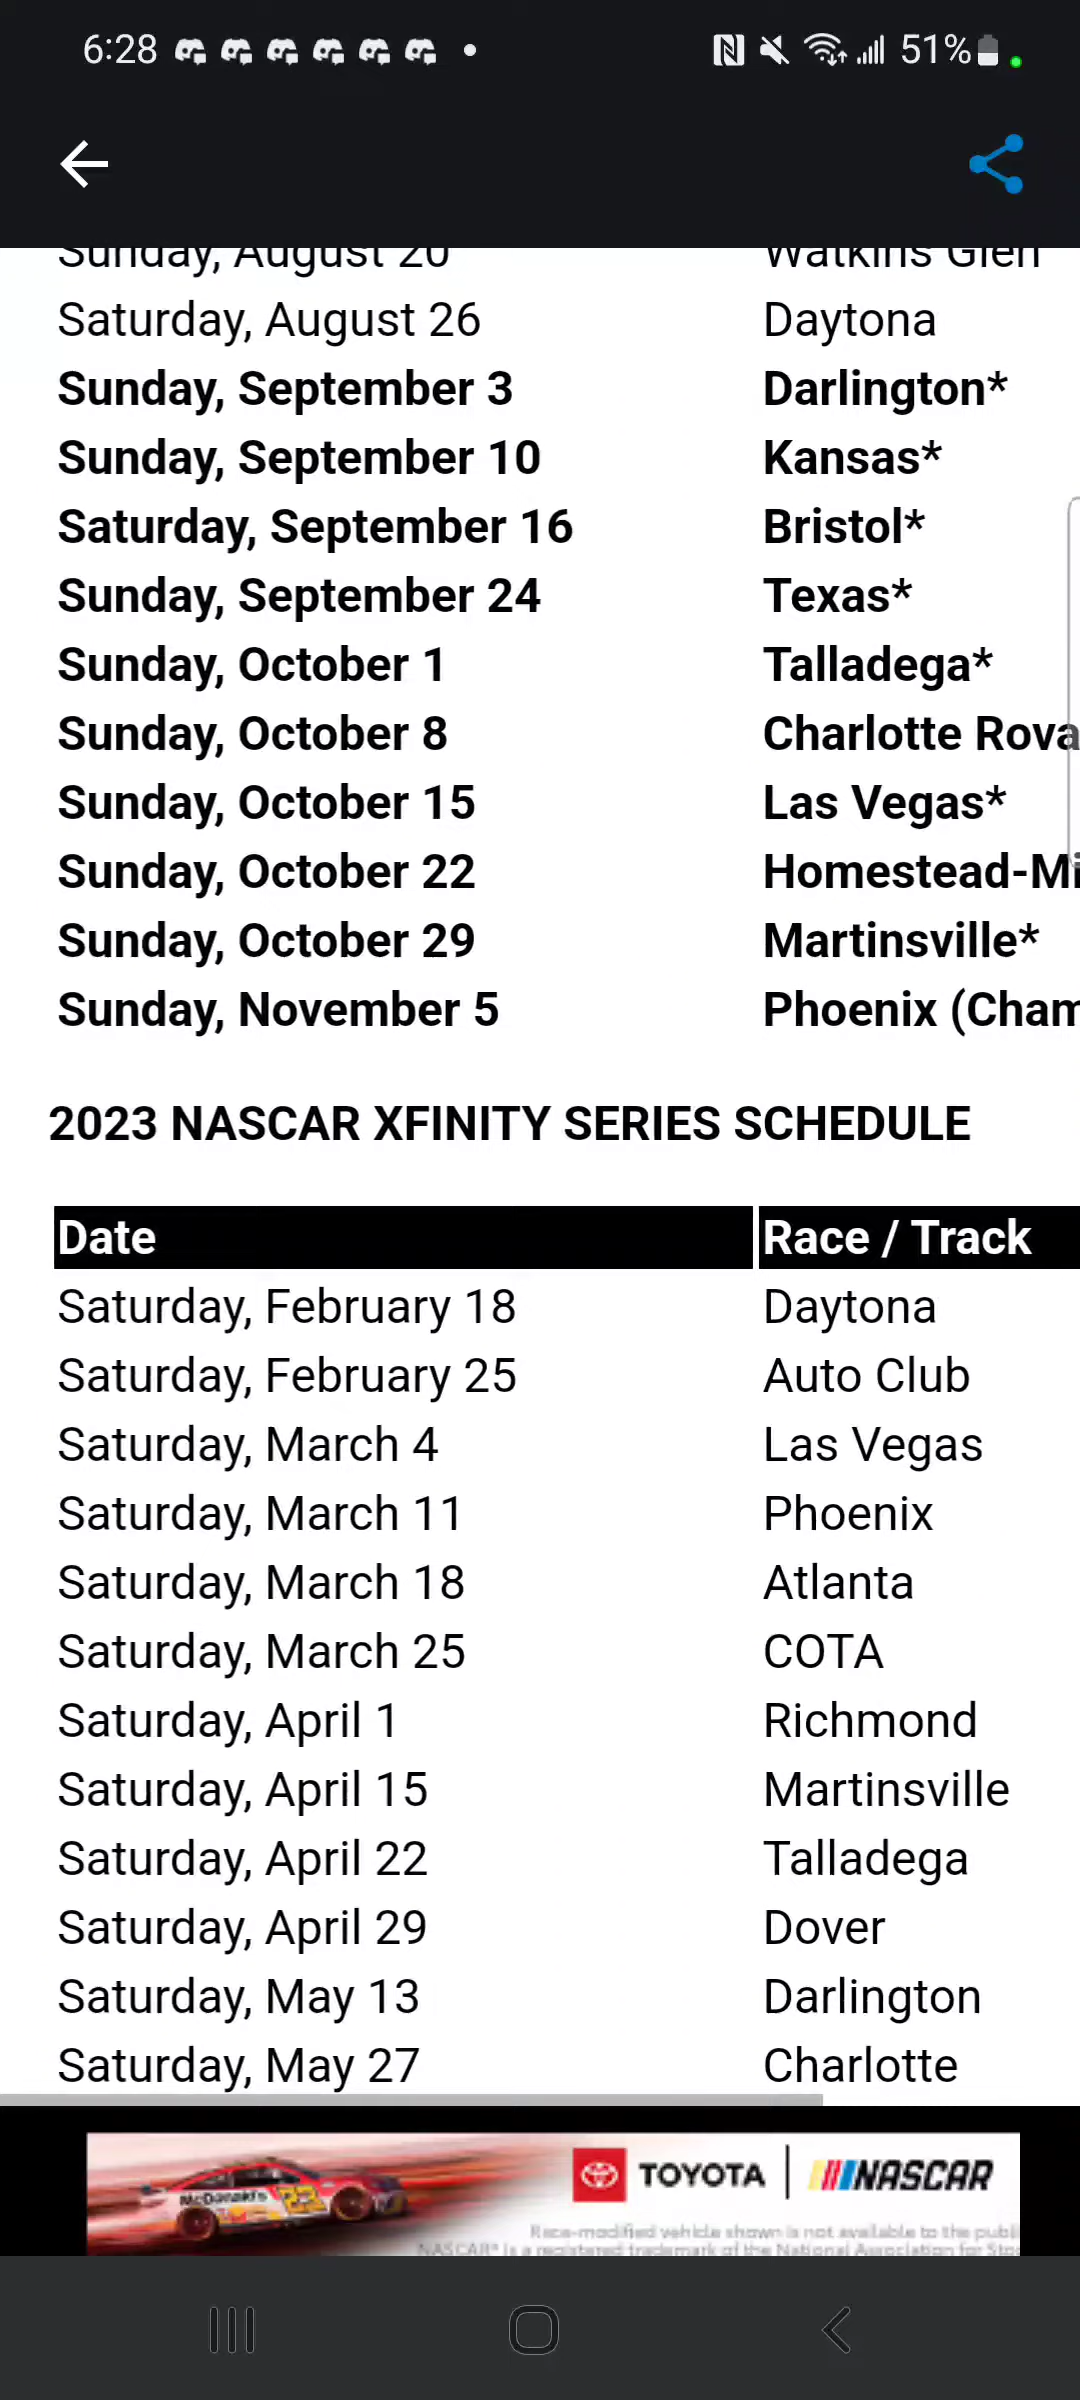 6:28 51%
Sunday, August 20 Watkins Glen
Saturday, August 26 Daytona
Sunday, September 3 Darlington*
Sunday, September 10 Kansas*
Saturday, September 16 Bristol*
Sunday, September 24 Texas*
Sunday, October 1 Talladega*
Sunday, October 8 Charlotte Rova
Sunday, October 15 Las Vegas*
Sunday, October 22 Homestead-Mi
Sunday, October 29 Martinsville*
Sunday, November 5 Phoenix (Cham
2023 NASCAR XFINITY SERIES SCHEDULE
Date Race / Track
Saturday, February 18 Daytona
Saturday, February 25 Auto Club
Saturday, March 4 Las Vegas
Saturday, March 11 Phoenix
Saturday, March 18 Atlanta
Saturday, March 25 COTA
Saturday, April 1 Richmond
Saturday, April 15 Martinsville
Saturday, April 22 Talladega
Saturday, April 29 Dover
Saturday, May 13 Darlington
Saturday, May 27 Charlotte
McDonald's 23 TOYOTA NASCAR
Race-modified vehicle shown is not available to the publi
NASCAR® is a registered trademark of the National Association for Stoc